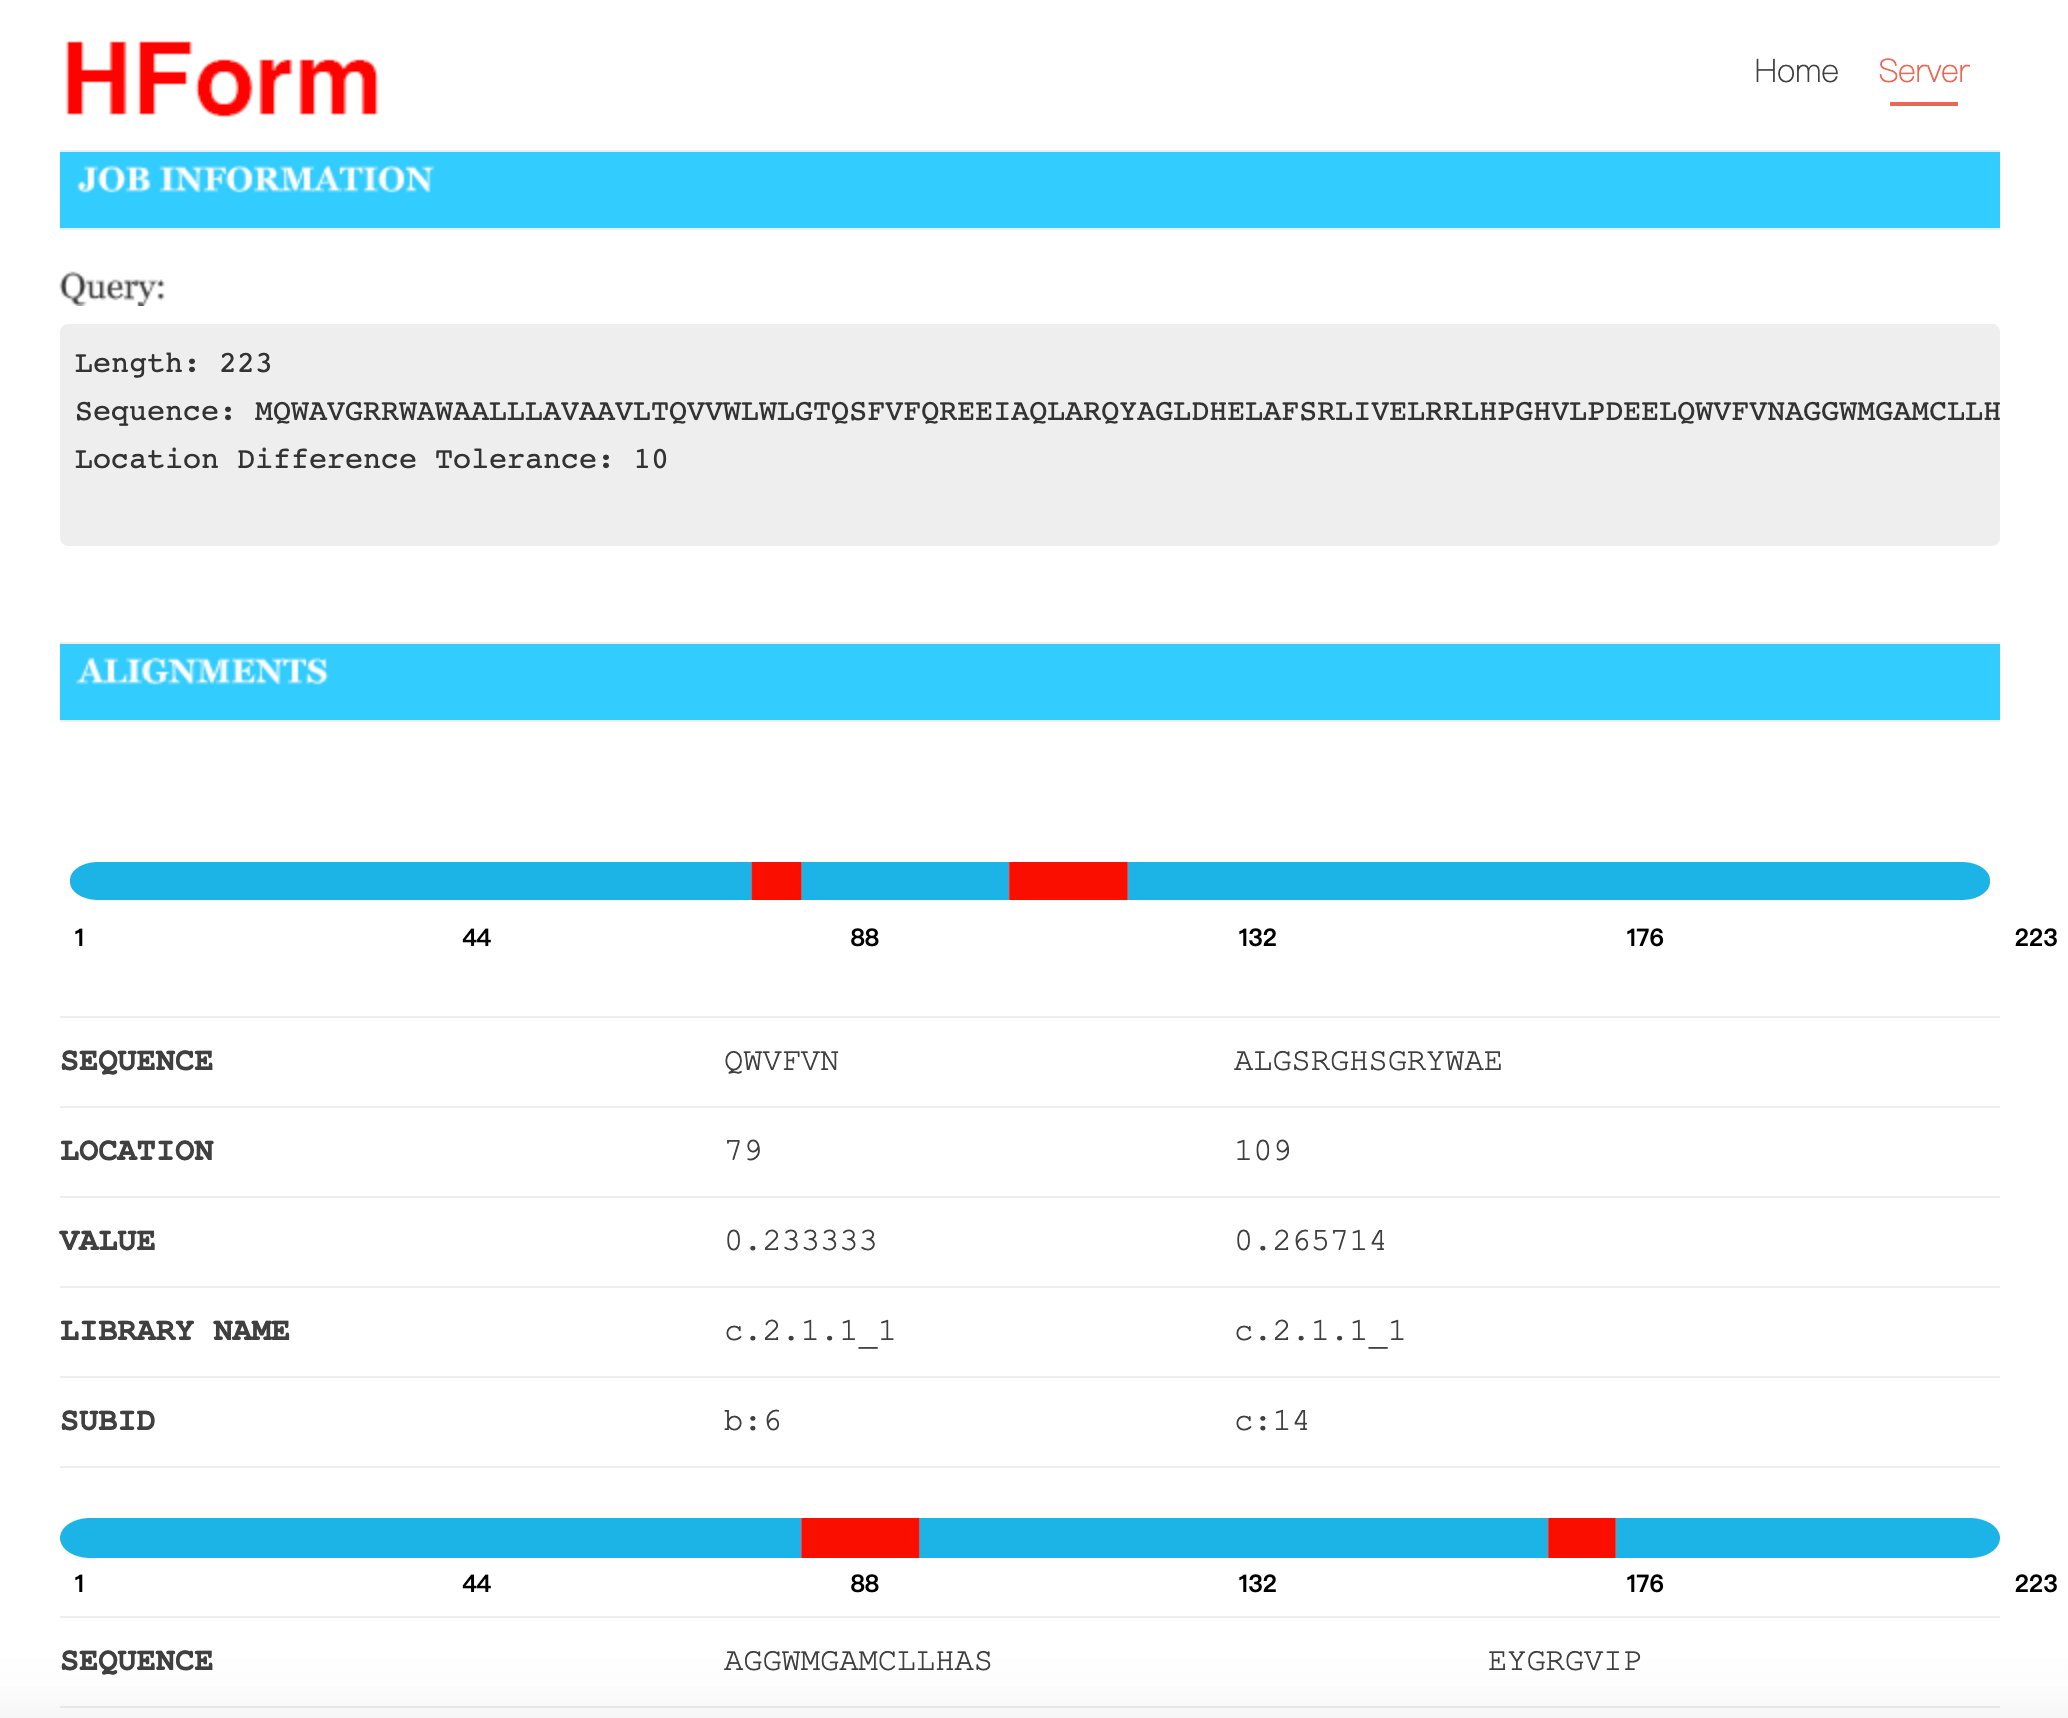 HForm
Home Server
JOB INFORMATION
Query:
Length: 223
Sequence: MQWAVGRRWAWAALLLAVAAVLTQVVWLWLGTQSFVFQREEIAQLARQYAGLDHELAFSRLIVELRRLHPGHVLPDEELQWVFVNAGGWMGAMCLLH
Location Difference Tolerance: 10
ALIGNMENTS
1 44 88 132 176 223
SEQUENCE QWVFVN ALGSRGHSGRYWAE
LOCATION 79 109
VALUE 0.233333 0.265714
LIBRARY NAME c.2.1.1_1 c.2.1.1_1
SUBID b:6 c:14
1 44 88 132 176 223
SEQUENCE AGGWMGAMCLLHAS EYGRGVIP